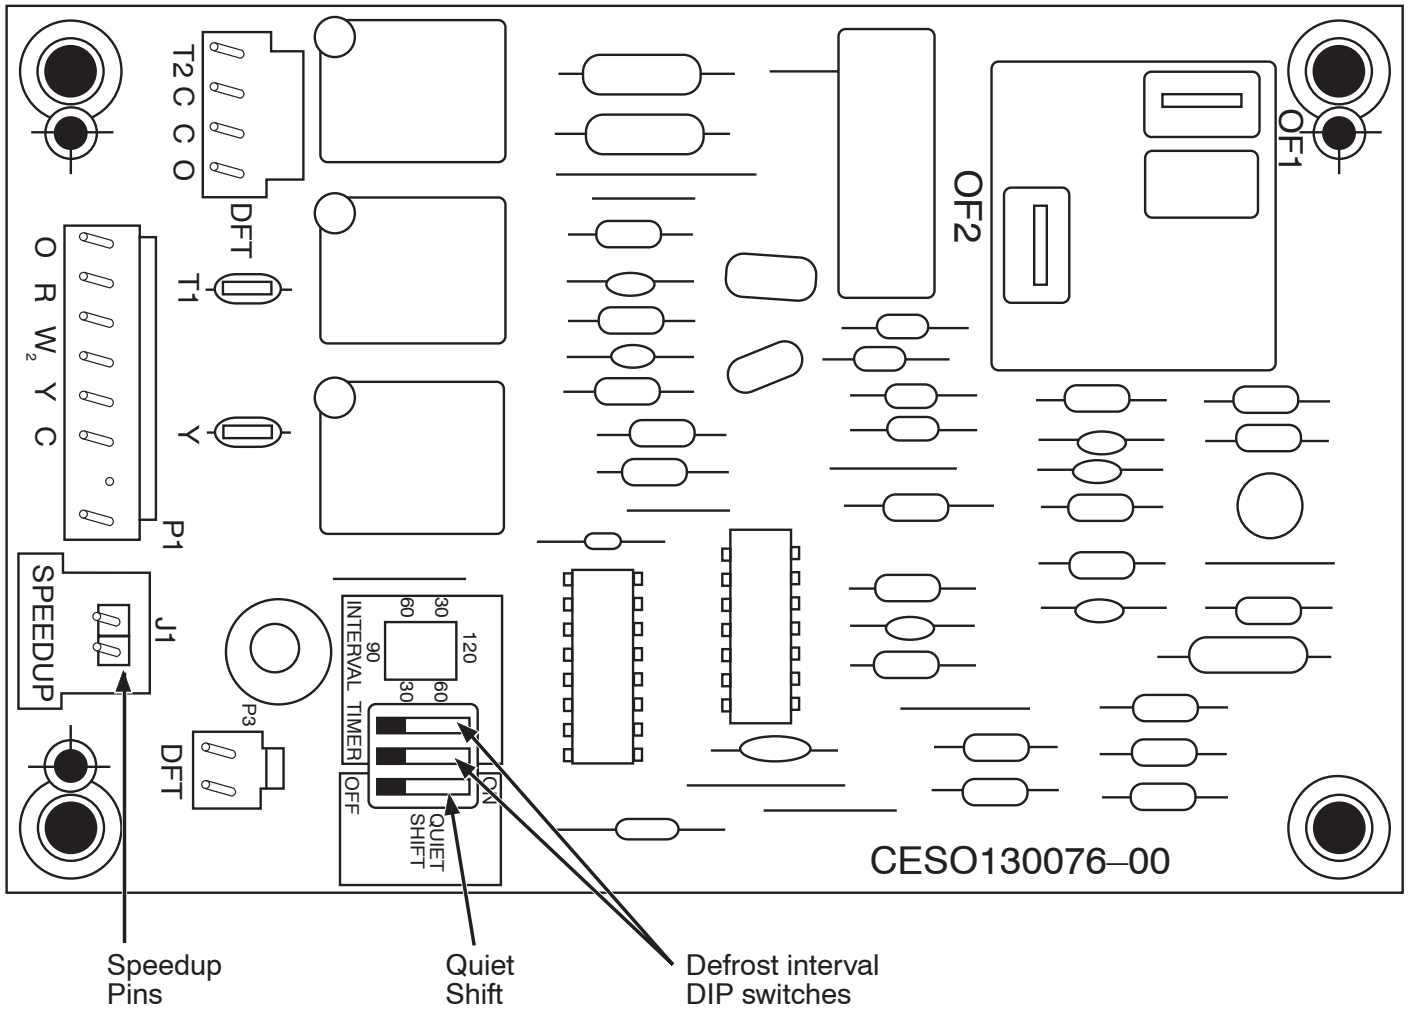 T2 C C O
DFT
OF1
OF2
O R W2 Y C
T1
Y
P1
SPEEDUP
J1
INTERVAL TIMER
60
30
90
120
30
60
P3
DFT
OFF
ON
QUIET
SHIFT
CESO130076–00
Speedup
Pins
Quiet
Shift
Defrost interval
DIP switches